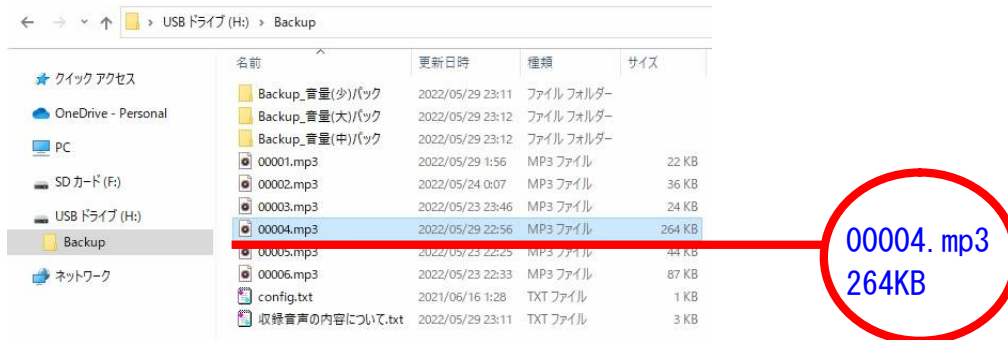 USB ドライブ (H:) > Backup
名前 更新日時 種類 サイズ
クイック アクセス
OneDrive - Personal
PC
SD カード (F:)
USB ドライブ (H:)
Backup
ネットワーク
Backup_音量(少)パック 2022/05/29 23:11 ファイル フォルダー
Backup_音量(大)パック 2022/05/29 23:12 ファイル フォルダー
Backup_音量(中)パック 2022/05/29 23:12 ファイル フォルダー
00001.mp3 2022/05/29 1:56 MP3 ファイル 22 KB
00002.mp3 2022/05/24 0:07 MP3 ファイル 36 KB
00003.mp3 2022/05/23 23:46 MP3 ファイル 24 KB
00004.mp3 2022/05/29 22:56 MP3 ファイル 264 KB
00005.mp3 2022/05/23 22:25 MP3 ファイル 44 KB
00006.mp3 2022/05/23 22:33 MP3 ファイル 87 KB
config.txt 2021/06/16 1:28 TXT ファイル 1 KB
収録音声の内容について.txt 2022/05/29 23:11 TXT ファイル 3 KB
00004.mp3
264KB